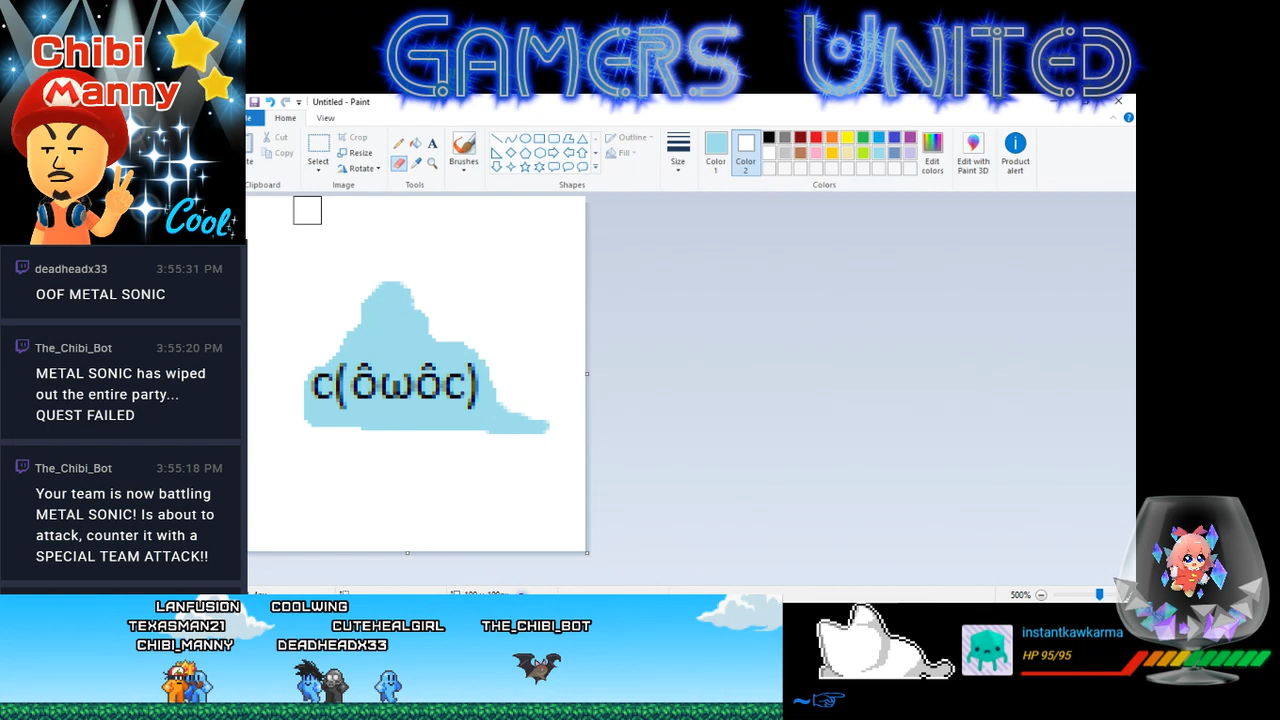 Chibi
Manny
Cool
GAMERS UNITED
Untitled - Paint
Home
View
Cut
Copy
Clipboard
Select
Crop
Resize
Rotate
Image
A
Tools
Brushes
Outline
Fill
Shapes
Size
Color
1
Color
2
Edit
colors
Edit with
Paint 3D
Product
alert
Colors
c(ôωôc)
500%
deadheadx33 3:55:31 PM
OOF METAL SONIC
The_Chibi_Bot 3:55:20 PM
METAL SONIC has wiped
out the entire party...
QUEST FAILED
The_Chibi_Bot 3:55:18 PM
Your team is now battling
METAL SONIC! Is about to
attack, counter it with a
SPECIAL TEAM ATTACK!!
LANFUSION COOLWING
TEXASMAN21 CUTEHEALGIRL THE_CHIBI_BOT
CHIBI_MANNY DEADHEADX33
instantkawkarma
HP 95/95
~☞